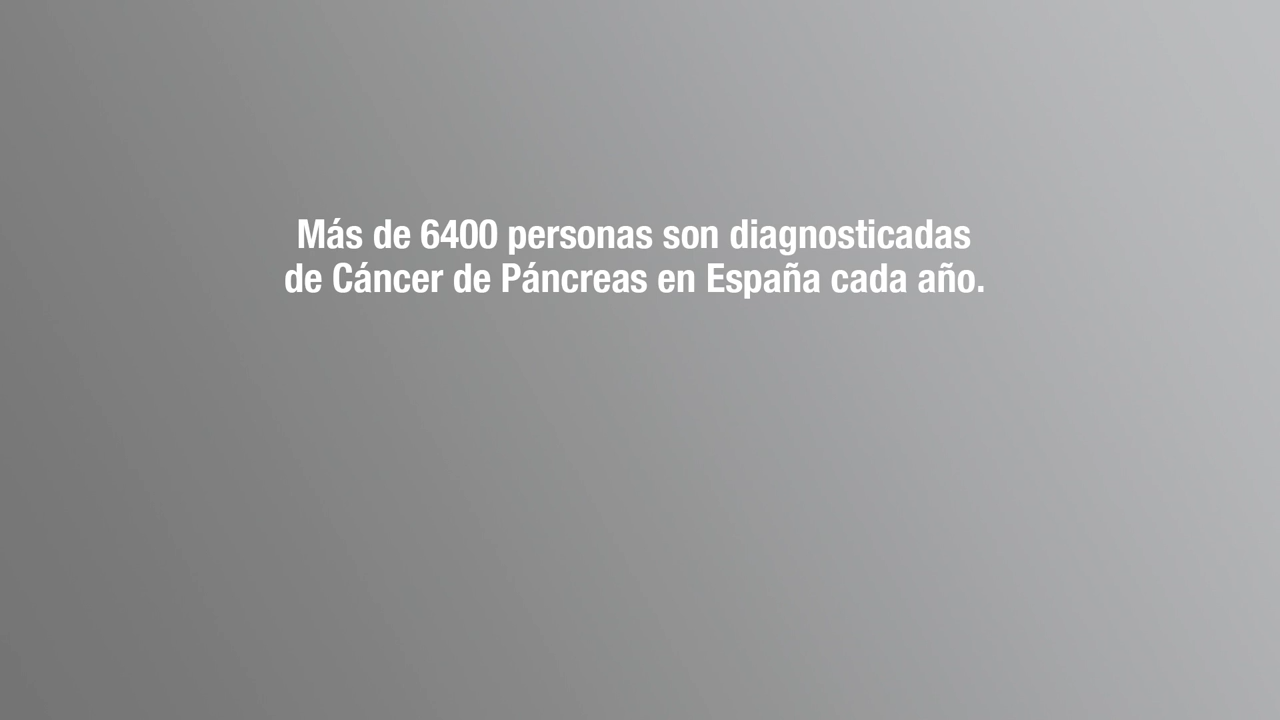 Más de 6400 personas son diagnosticadas
de Cáncer de Páncreas en España cada año.